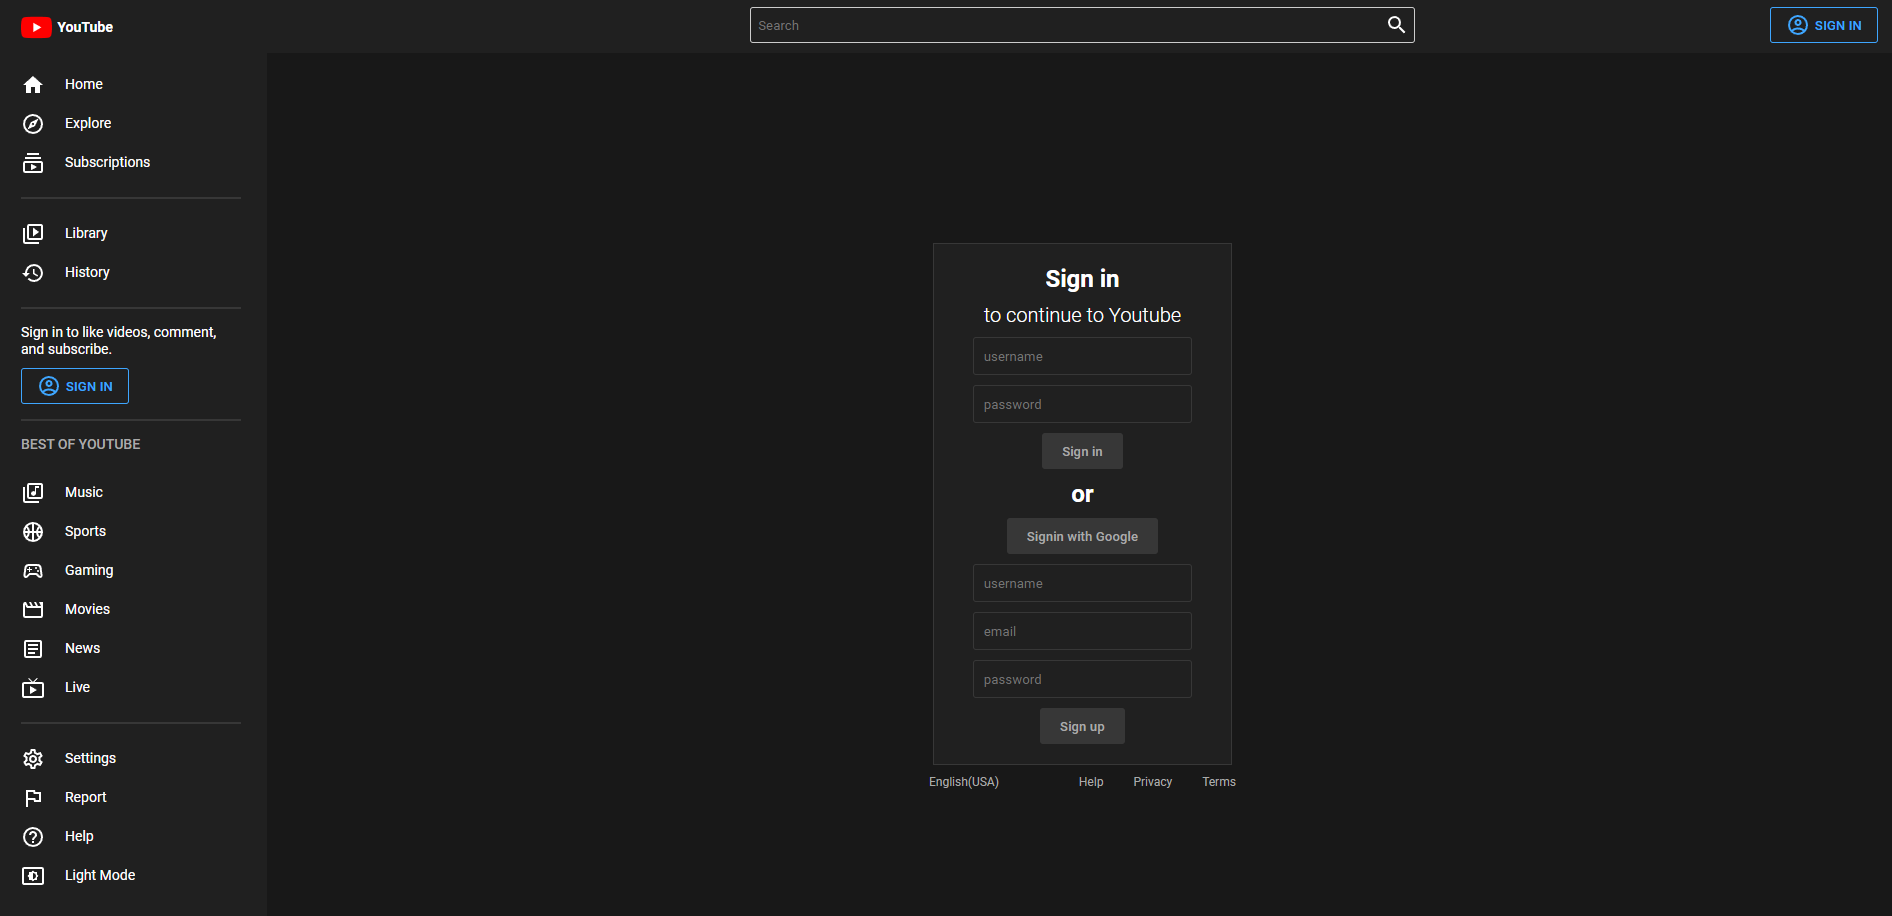 YouTube
Search
SIGN IN
Home
Explore
Subscriptions
Library
History
Sign in to like videos, comment,
and subscribe.
SIGN IN
BEST OF YOUTUBE
Music
Sports
Gaming
Movies
News
Live
Settings
Report
Help
Light Mode
Sign in
to continue to Youtube
username
password
Sign in
or
Signin with Google
username
email
password
Sign up
English(USA) Help Privacy Terms